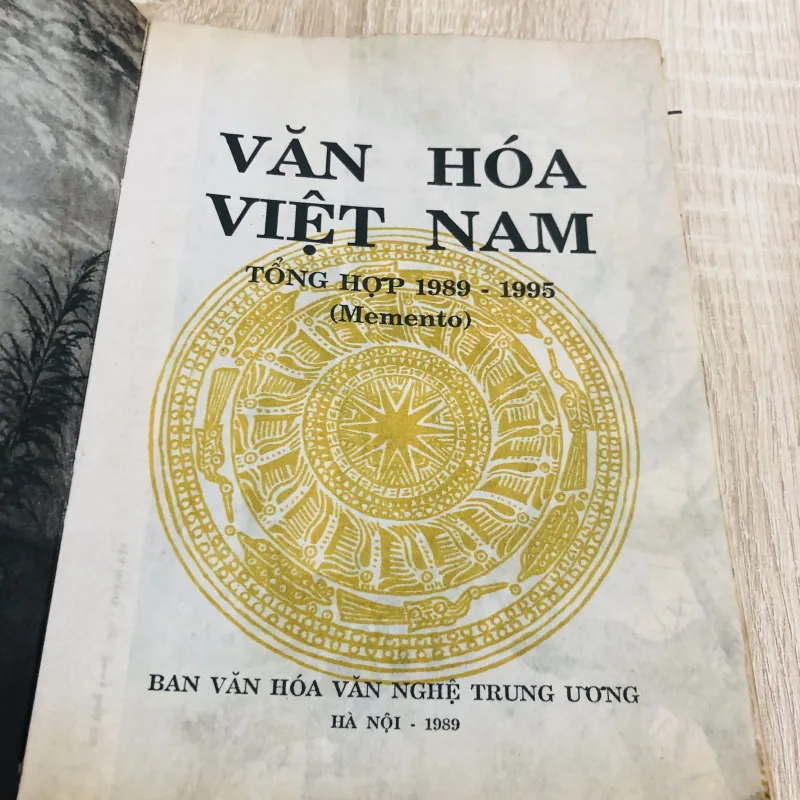 VĂN HÓA
VIỆT NAM
TỔNG HỢP 1989 - 1995
(Memento)
BAN VĂN HÓA VĂN NGHỆ TRUNG ƯƠNG
HÀ NỘI - 1989